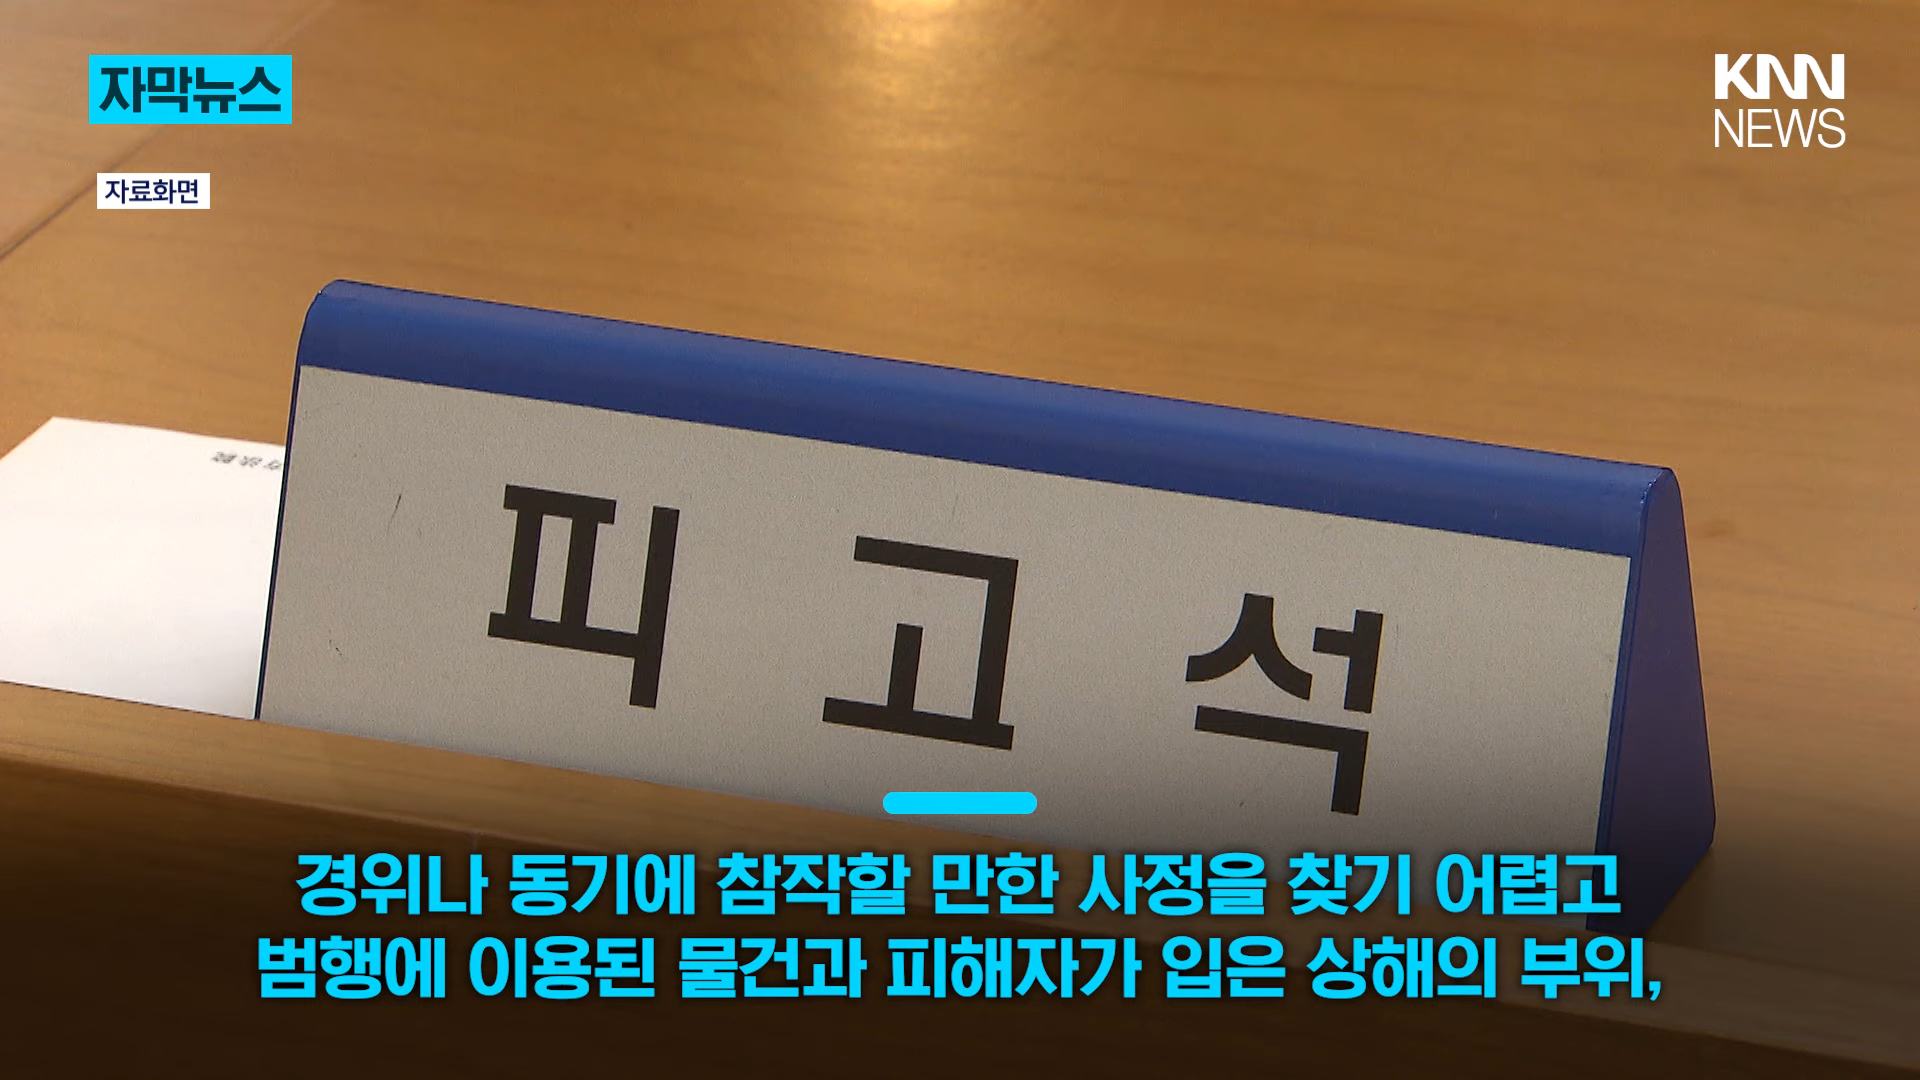 자막뉴스
KNN
NEWS
자료화면
피고석
경위나 동기에 참작할 만한 사정을 찾기 어렵고
범행에 이용된 물건과 피해자가 입은 상해의 부위,